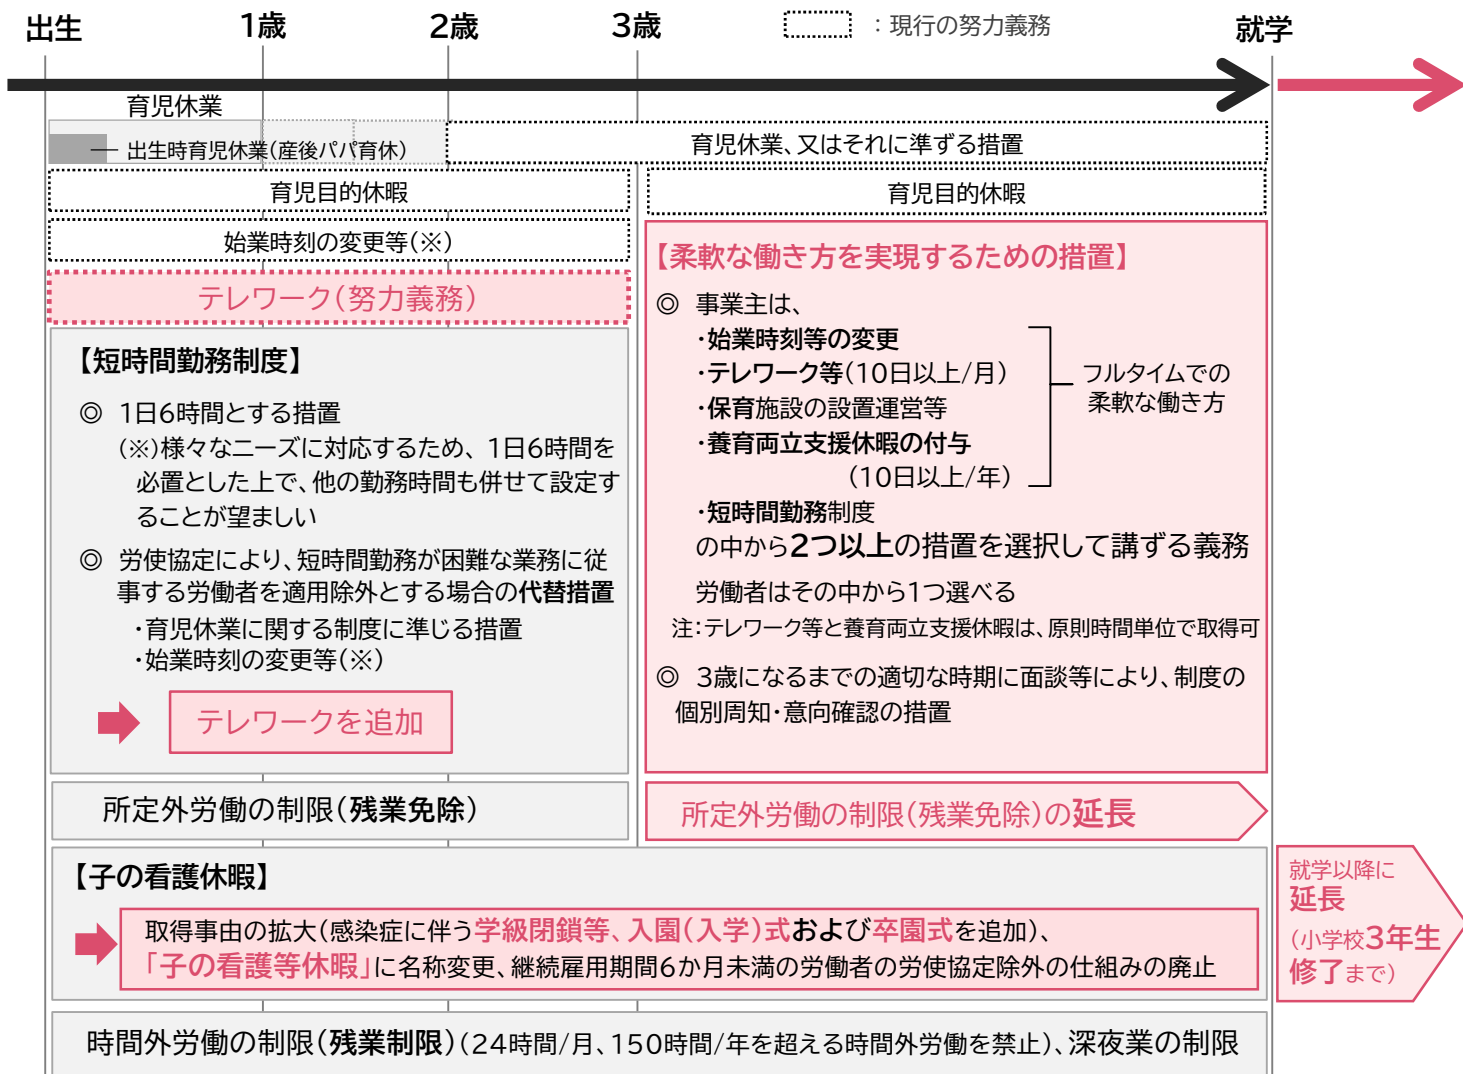 出生
1歳
2歳
3歳
：現行の努力義務
就学
育児休業
出生時育児休業(産後パパ育休)
育児休業、又はそれに準ずる措置
育児目的休暇
育児目的休暇
始業時刻の変更等(※)
テレワーク(努力義務)
【短時間勤務制度】
◎ 1日6時間とする措置
(※)様々なニーズに対応するため、1日6時間を
必置とした上で、他の勤務時間も併せて設定す
ることが望ましい
◎ 労使協定により、短時間勤務が困難な業務に従
事する労働者を適用除外とする場合の代替措置
・育児休業に関する制度に準じる措置
・始業時刻の変更等(※)
テレワークを追加
【柔軟な働き方を実現するための措置】
◎ 事業主は、
・始業時刻等の変更
・テレワーク等(10日以上/月)
・保育施設の設置運営等
・養育両立支援休暇の付与
(10日以上/年)
フルタイムでの
柔軟な働き方
・短時間勤務制度
の中から2つ以上の措置を選択して講ずる義務
労働者はその中から1つ選べる
注：テレワーク等と養育両立支援休暇は、原則時間単位で取得可
◎ 3歳になるまでの適切な時期に面談等により、制度の
個別周知・意向確認の措置
所定外労働の制限(残業免除)
所定外労働の制限(残業免除)の延長
【子の看護休暇】
取得事由の拡大(感染症に伴う学級閉鎖等、入園(入学)式および卒園式を追加)、
「子の看護等休暇」に名称変更、継続雇用期間6か月未満の労働者の労使協定除外の仕組みの廃止
就学以降に
延長
(小学校3年生
修了まで)
時間外労働の制限(残業制限)(24時間/月、150時間/年を超える時間外労働を禁止)、深夜業の制限